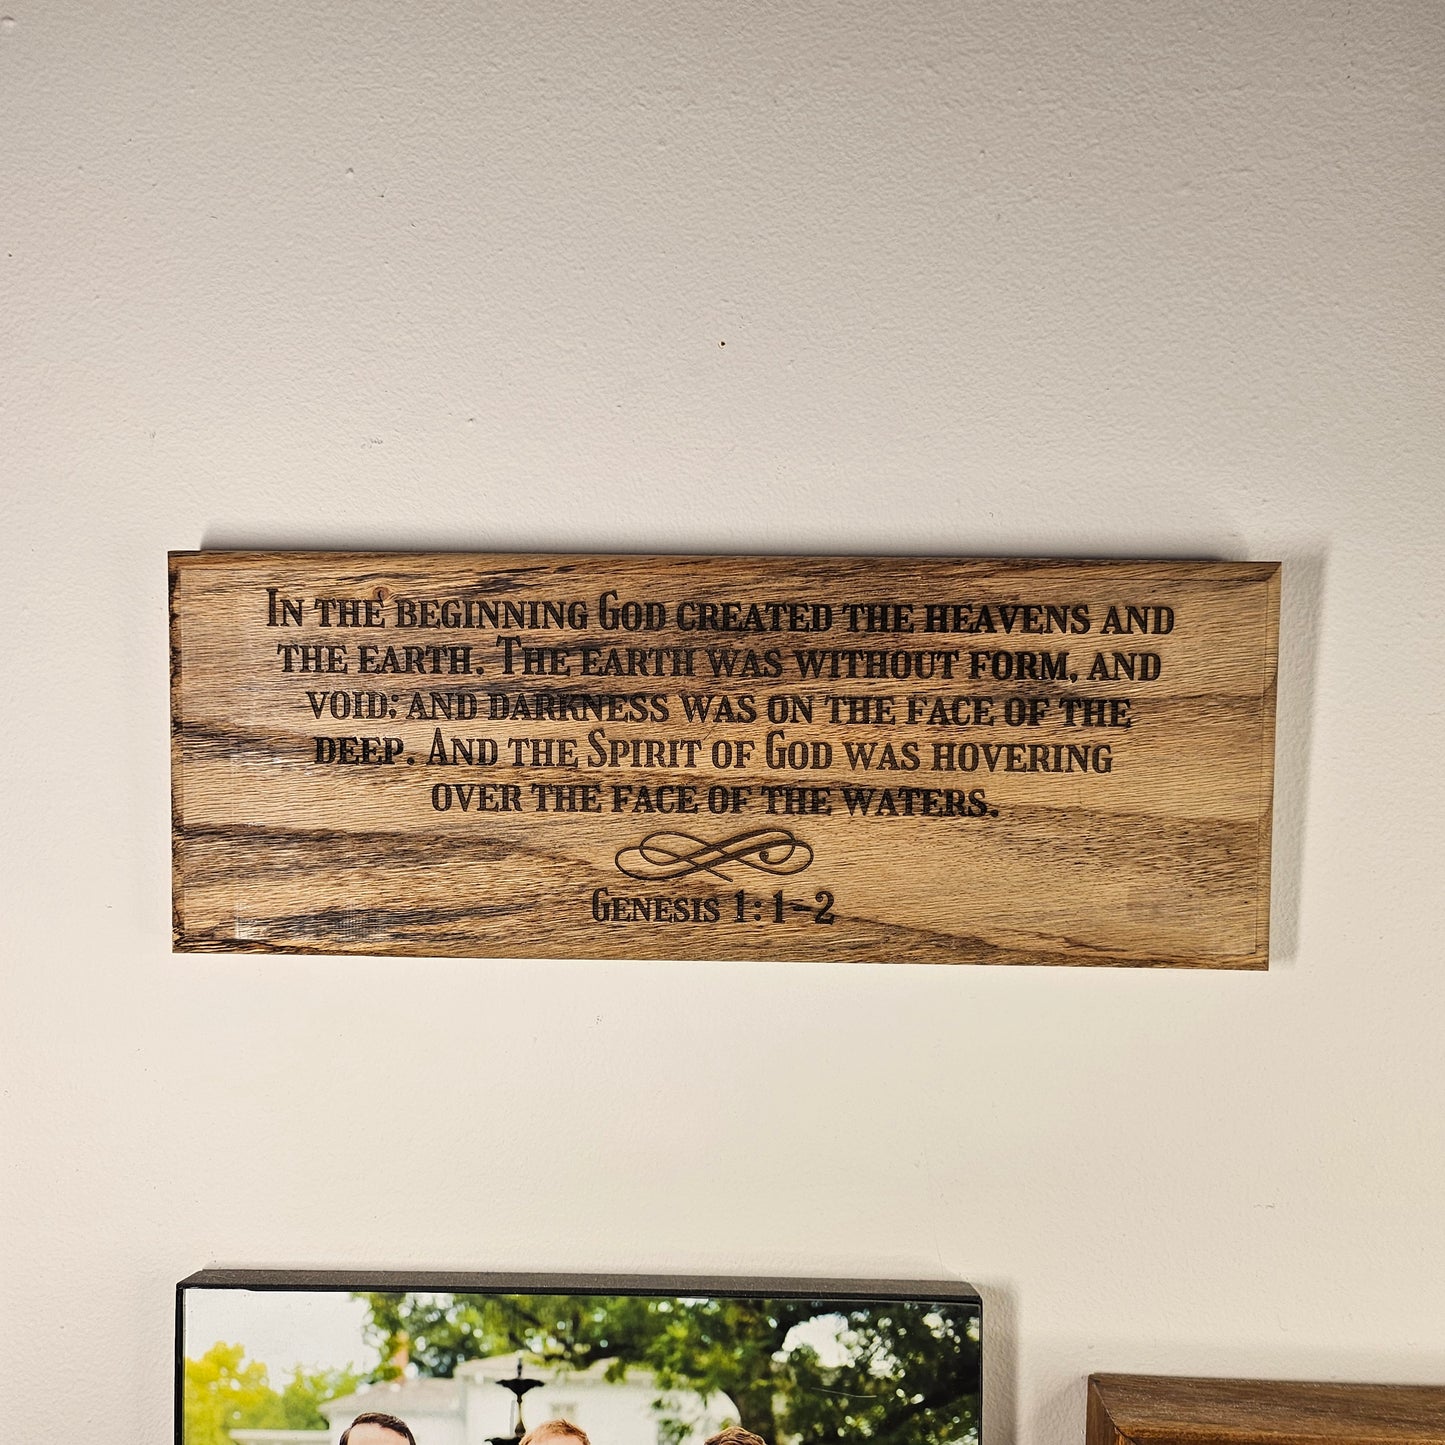 In the beginning God created the heavens and
the earth. The earth was without form, and
void; and darkness was on the face of the
deep. And the Spirit of God was hovering
over the face of the waters.
Genesis 1:1-2